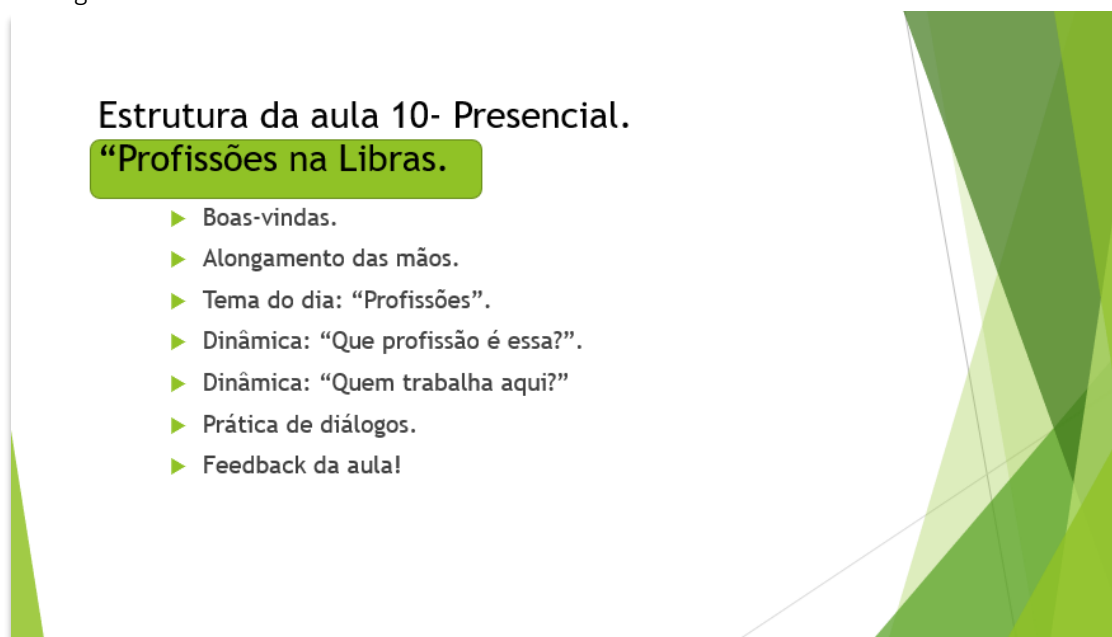 Estrutura da aula 10- Presencial.
“Profissões na Libras.
Boas-vindas.
Alongamento das mãos.
Tema do dia: “Profissões”.
Dinâmica: “Que profissão é essa?”.
Dinâmica: “Quem trabalha aqui?”
Prática de diálogos.
Feedback da aula!